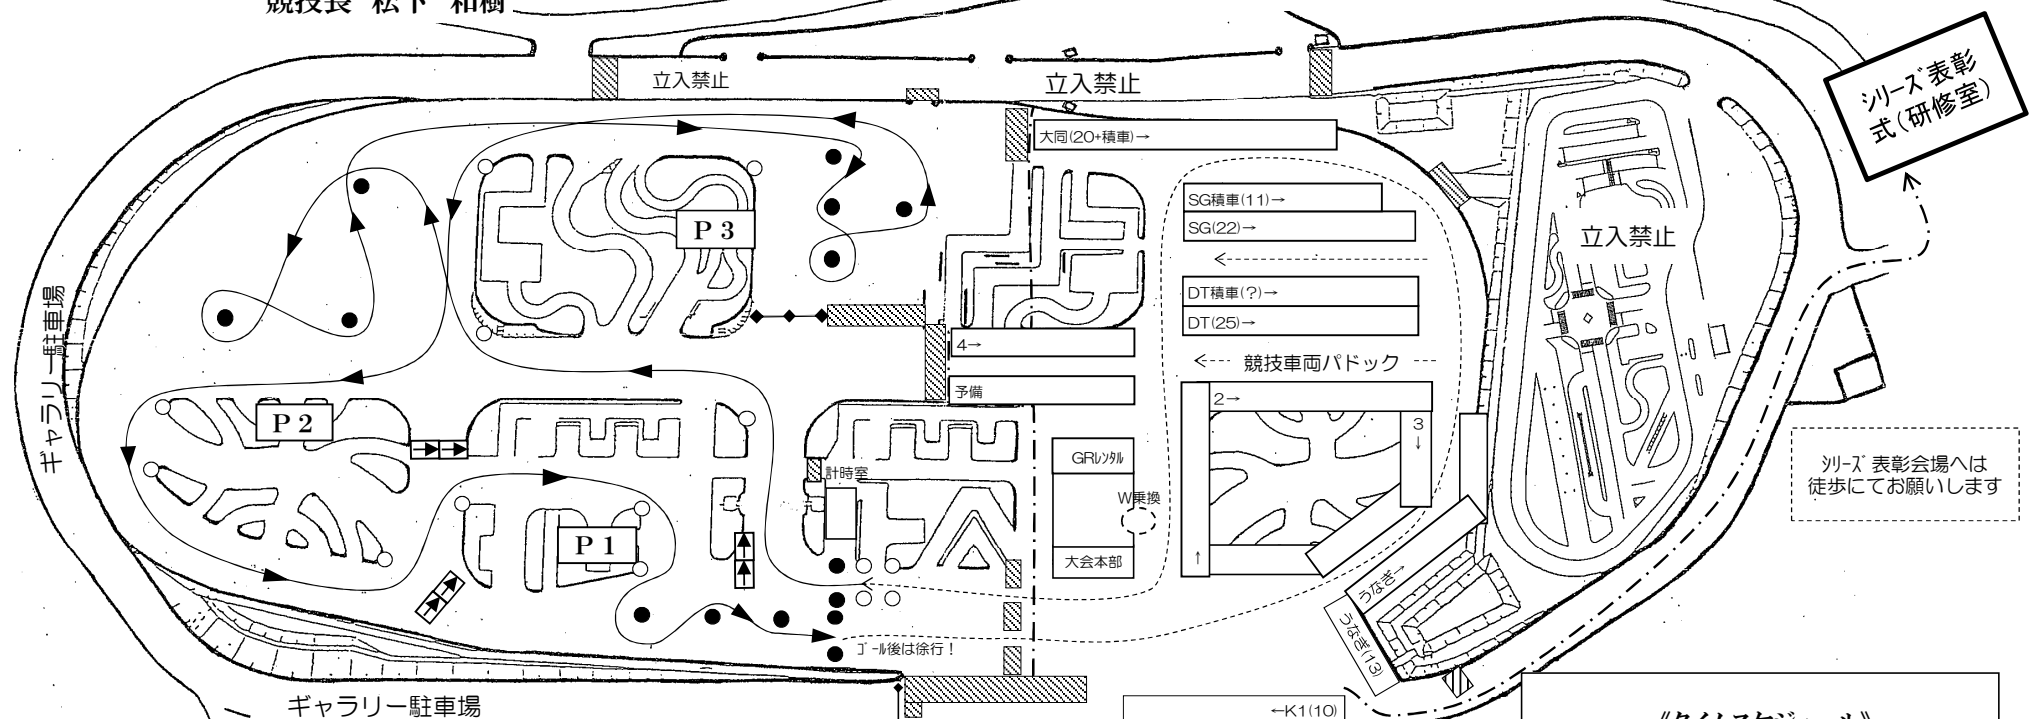 競技長 松下 和樹
立入禁止
立入禁止
シリーズ表彰
式(研修室)
大同(20+積車)→
SG積車(11)→
SG(22)→
立入禁止
P 3
DT積車(?)→
DT(25)→
4→
競技車両パドック
予備
2→
3
↓
P 2
ギャラリー駐車場
シリーズ表彰会場へは
徒歩にてお願いします
GRレンタル
計時室
W乗換
P 1
大会本部
↑
うなぎ→
うなぎ(13)
ゴール後は徐行!
ギャラリー駐車場
←K1(10)
《タイムスケジュール》